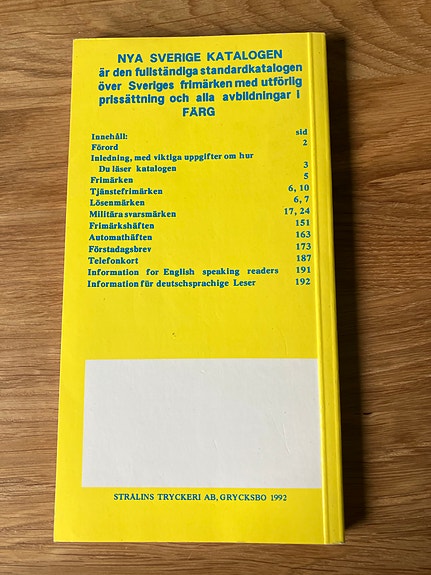 NYA SVERIGE KATALOGEN
är den fullständiga standardkatalogen
över Sveriges frimärken med utförlig
prissättning och alla avbildningar i
FÄRG
Innehåll: sid
Förord 2
Inledning, med viktiga uppgifter om hur
Du läser katalogen 3
Frimärken 5
Tjänstefrimärken 6, 10
Lösenmärken 6, 7
Militära svarsmärken 17, 24
Frimärkshäften 151
Automathäften 163
Förstadagsbrev 173
Telefonkort 187
Information for English speaking readers 191
Information für deutschsprachige Leser 192
STRALINS TRYCKERI AB, GRYCKSBO 1992